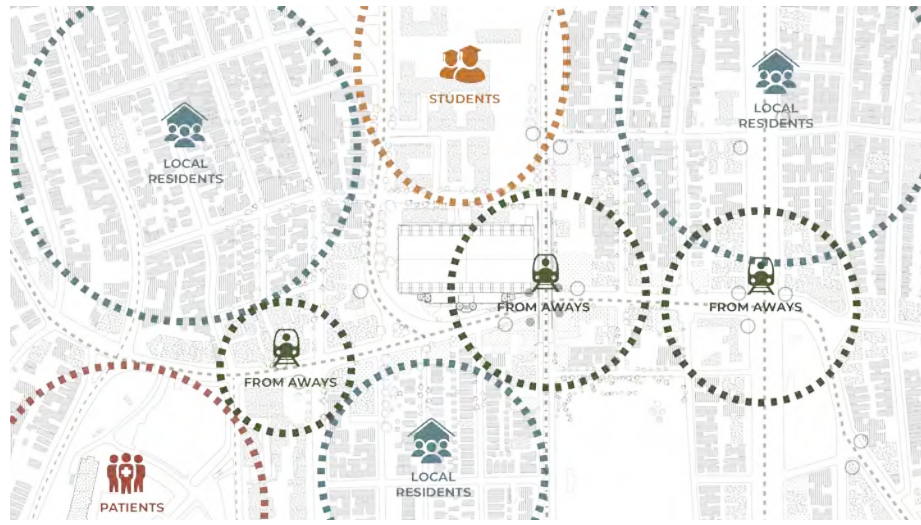 STUDENTS
LOCAL
RESIDENTS
LOCAL
RESIDENTS
FROM AWAYS
FROM AWAYS
FROM AWAYS
LOCAL
RESIDENTS
PATIENTS